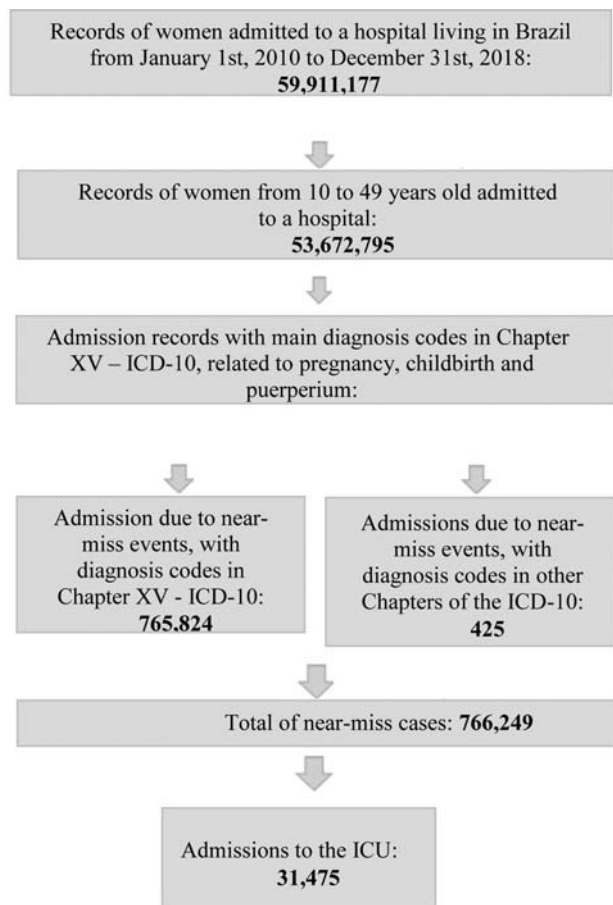 Records of women admitted to a hospital living in Brazil
from January 1st, 2010 to December 31st, 2018:
59,911,177
Records of women from 10 to 49 years old admitted
to a hospital:
53,672,795
Admission records with main diagnosis codes in Chapter
XV – ICD-10, related to pregnancy, childbirth and
puerperium:
Admission due to near-
miss events, with
diagnosis codes in
Chapter XV - ICD-10:
765,824
Admissions due to near-
miss events, with
diagnosis codes in other
Chapters of the ICD-10:
425
Total of near-miss cases: 766,249
Admissions to the ICU:
31,475